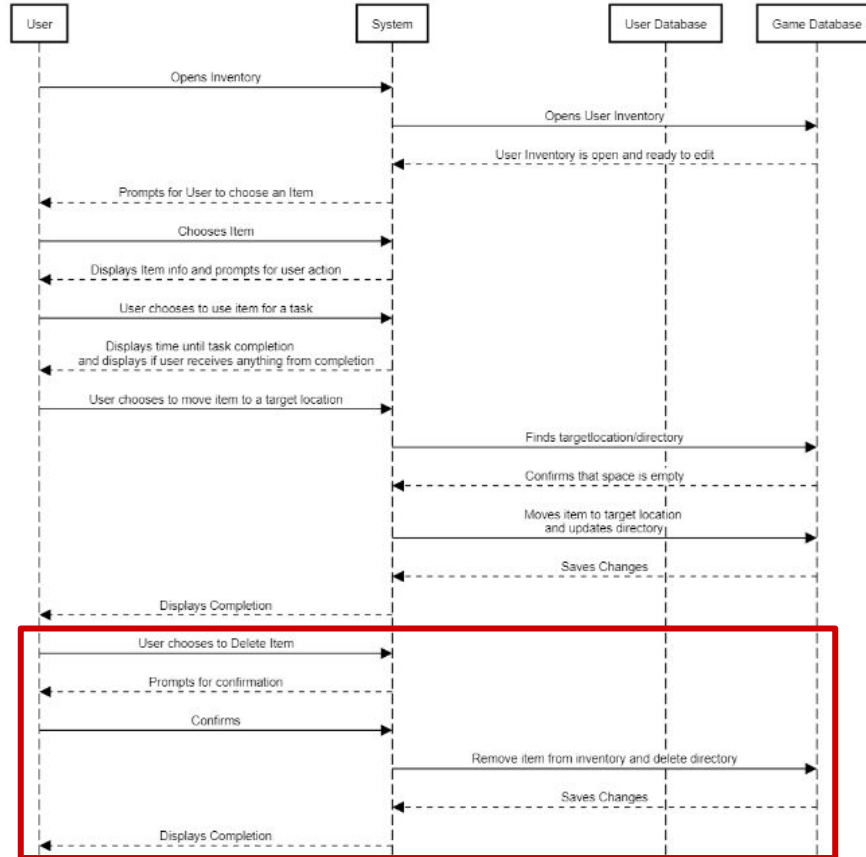 User
System
User Database
Game Database
Opens Inventory
Opens User Inventory
User Inventory is open and ready to edit
Prompts for User to choose an Item
Chooses Item
Displays Item info and prompts for user action
User chooses to use item for a task
Displays time until task completion
and displays if user receives anything from completion
User chooses to move item to a target location
Finds targetlocation/directory
Confirms that space is empty
Moves item to target location
and updates directory
Saves Changes
Displays Completion
User chooses to Delete Item
Prompts for confirmation
Confirms
Remove item from inventory and delete directory
Saves Changes
Displays Completion